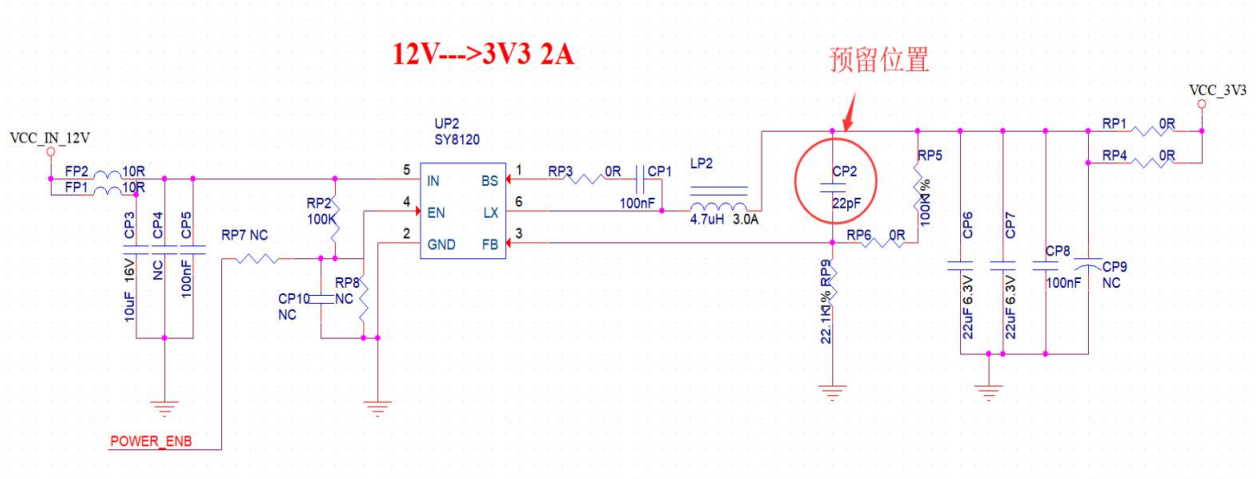 12V--->3V3 2A
预留位置
VCC_3V3
VCC_IN_12V
UP2
SY8120
RP1 0R
FP2 10R
FP1 10R
5 IN BS 1
RP3 0R
CP1
100nF
LP2
4.7uH 3.0A
CP2
22pF
RP5
100K1%
RP4 0R
RP2
100K
4 EN LX 6
2 GND FB 3
CP3
10uF 16V
CP4
NC
CP5
100nF
RP7 NC
RP6 0R
CP6
22uF 6.3V
CP7
22uF 6.3V
CP8
100nF
CP9
NC
RP8
NC
CP10
NC
RP9
22.1K1%
POWER_ENB